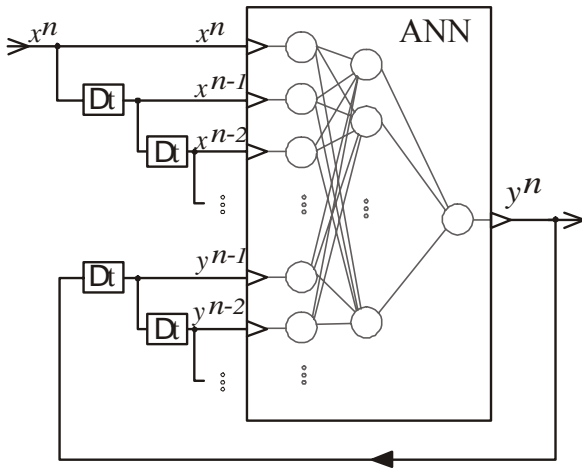 x^n x^n ANN
Dt x^{n-1}
Dt x^{n-2}
y^n
Dt y^{n-1}
Dt y^{n-2}